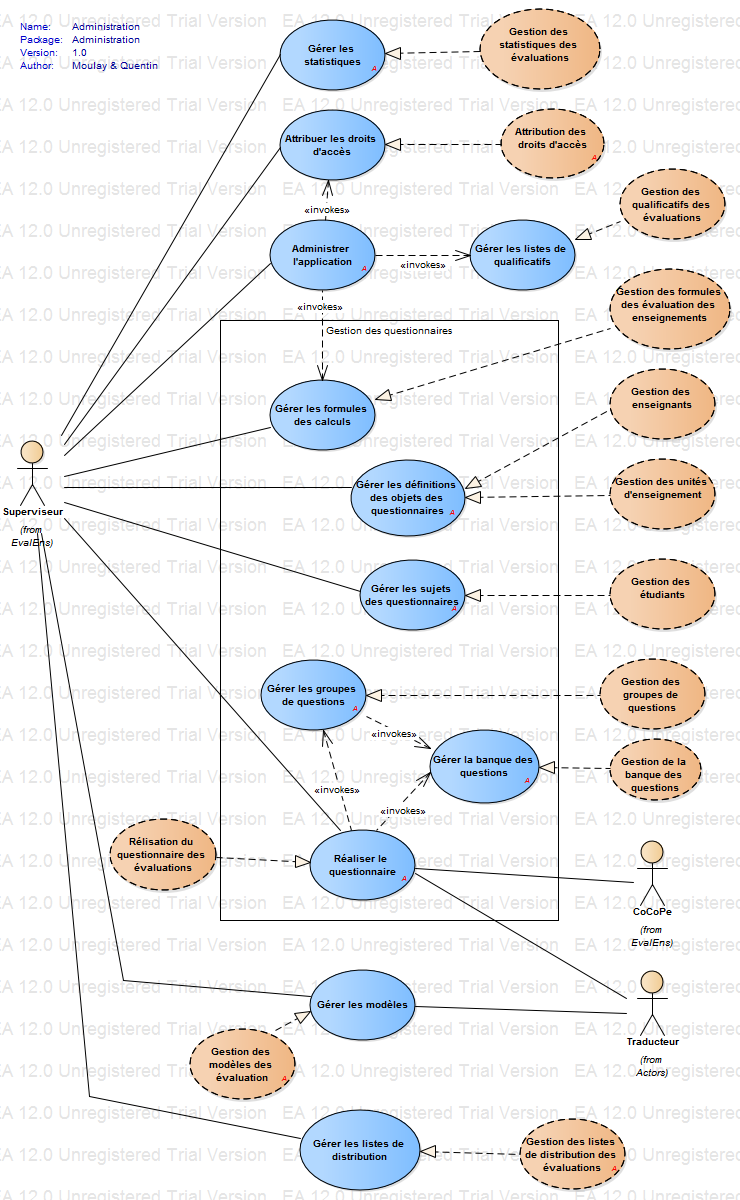 Name: Administration
Package: Administration
Version: 1.0
Author: Moulay & Quentin
EA 12.0 Unregistered Trial Version
Gérer les
statistiques
Gestion des
statistiques des
évaluations
Attribuer les droits
d'accès
Attribution des
droits d'accès
«invokes»
Gestion des
qualificatifs des
évaluations
Administrer
l'application
«invokes»
Gérer les listes de
qualificatifs
«invokes»
Gestion des questionnaires
Gestion des formules
des évaluation des
enseignements
Gérer les formules
des calculs
Gestion des
enseignants
Superviseur
(from
EvalEns)
Gérer les définitions
des objets des
questionnaires
Gestion des unités
d'enseignement
Gérer les sujets
des questionnaires
Gestion des
étudiants
Gérer les groupes
de questions
Gestion des
groupes de
questions
«invokes»
Gérer la banque des
questions
Gestion de la
banque des
questions
«invokes»
«invokes»
Rélisation du
questionnaire des
évaluations
Réaliser le
questionnaire
CoCoPe
(from
EvalEns)
Gérer les modèles
Traducteur
(from
Actors)
Gestion des
modèles des
évaluation
Gérer les listes de
distribution
Gestion des listes
de distribution des
évaluations